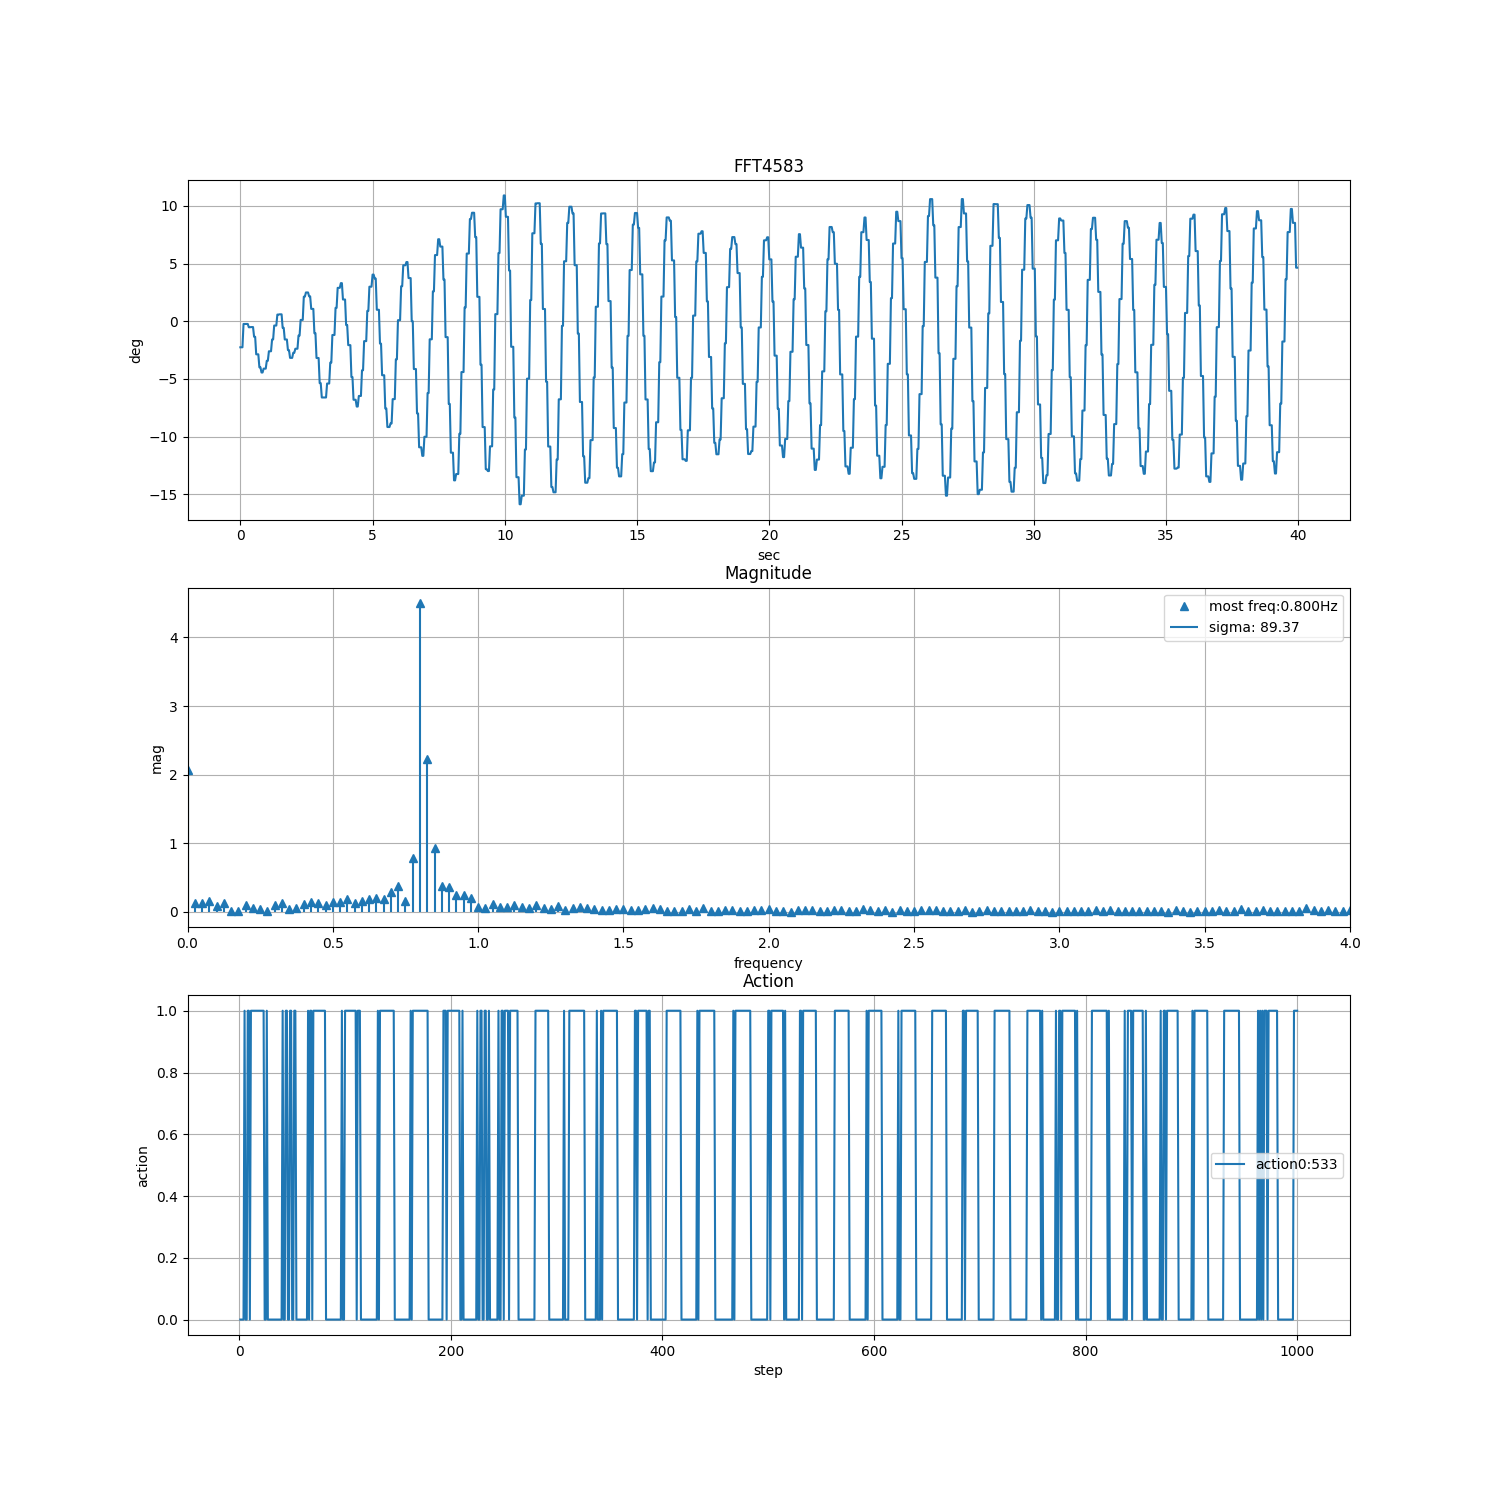 FFT4583
10
5
0
−5
−10
−15
deg
0 5 10 15 20 25 30 35 40
sec
Magnitude
most freq:0.800Hz
sigma: 89.37
4
3
2
1
0
mag
0.0 0.5 1.0 1.5 2.0 2.5 3.0 3.5 4.0
frequency
Action
1.0
0.8
0.6
0.4
0.2
0.0
action
action0:533
0 200 400 600 800 1000
step